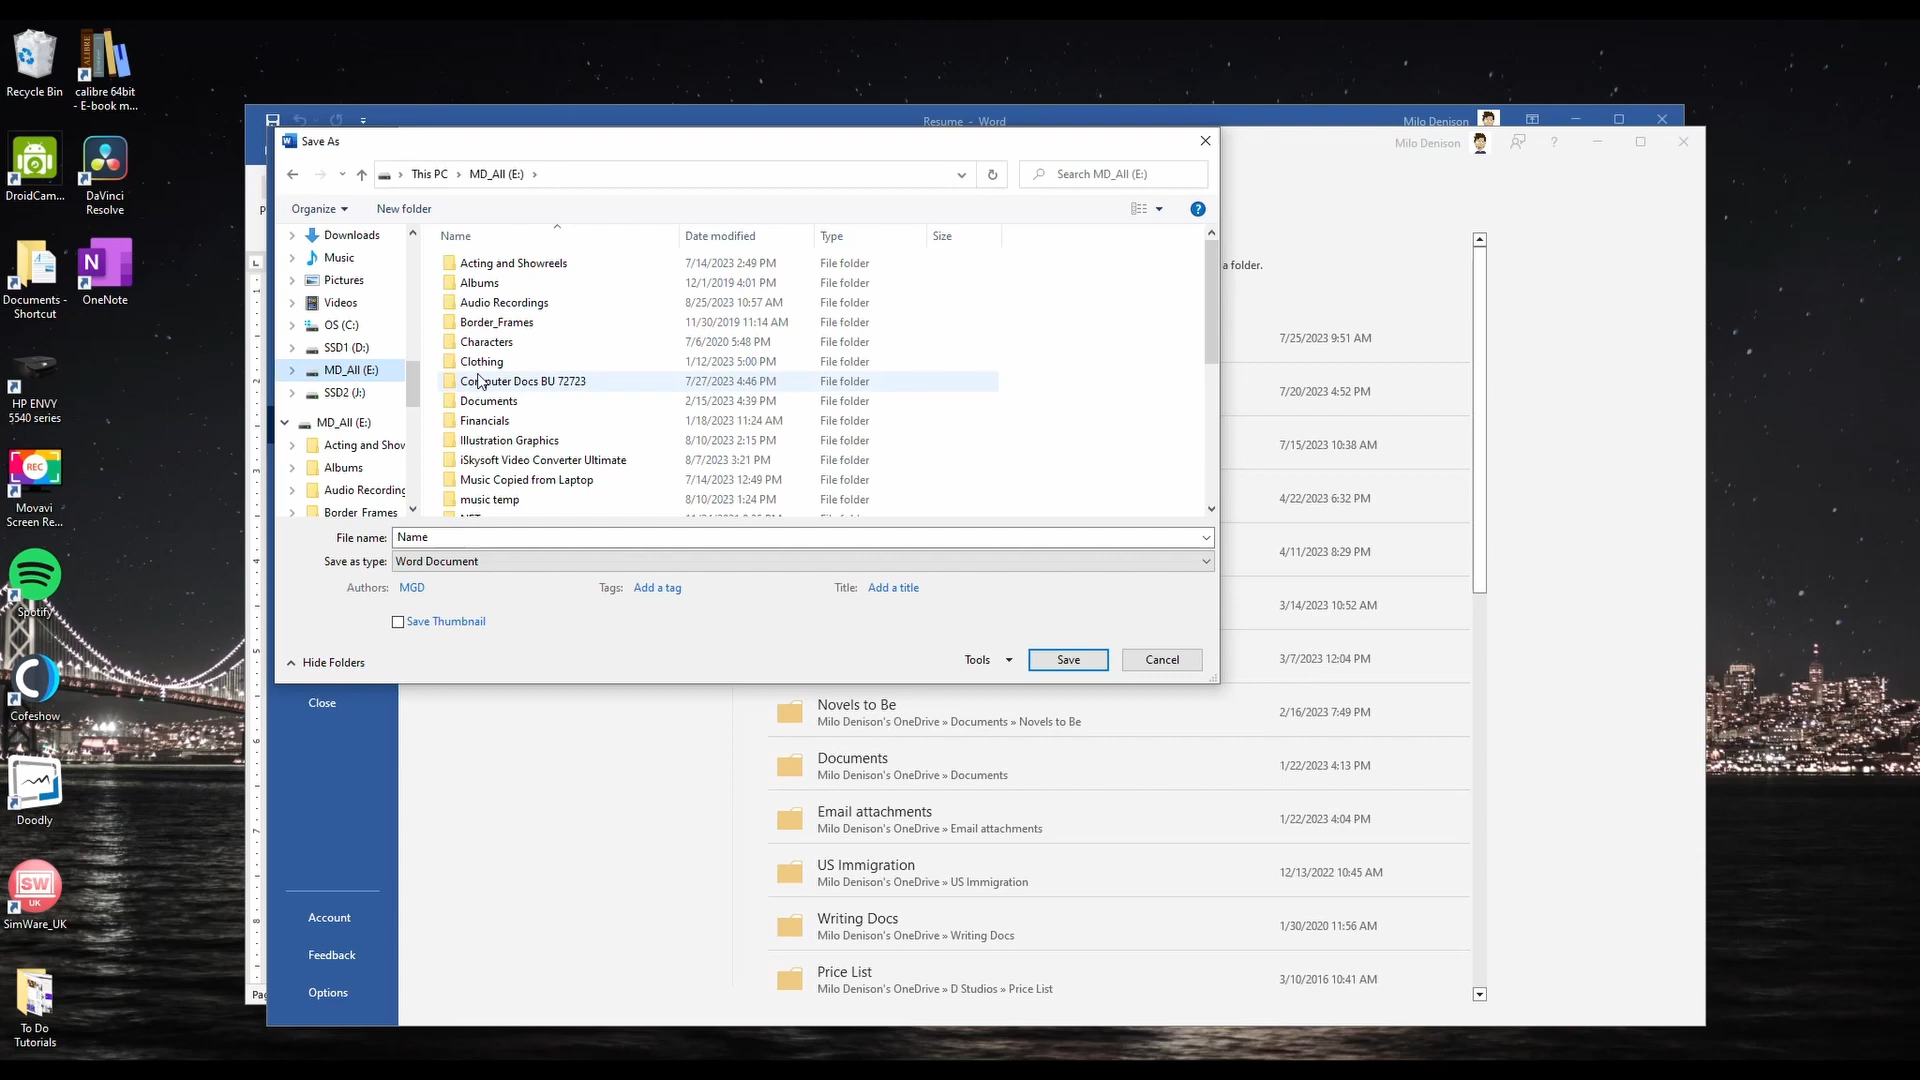 Recycle Bin
calibre 64bit
- E-book m...
DroidCam...
DaVinci
Resolve
Documents -
Shortcut
OneNote
HP ENVY
5540 series
REC
Movavi
Screen Re...
Spotify
Cofeshow
Doodly
SW
UK
SimWare_UK
To Do
Tutorials
Resume - Word
Milo Denison
Save As
Milo Denison
This PC
MD_All (E:)
Search MD_All (E:)
Organize
New folder
Downloads
Music
Pictures
Videos
OS (C:)
SSD1 (D:)
MD_All (E:)
SSD2 (J:)
MD_All (E:)
Acting and Show
Albums
Audio Recording
Border Frames
Name Date modified Type Size
Acting and Showreels 7/14/2023 2:49 PM File folder
Albums 12/1/2019 4:01 PM File folder
Audio Recordings 8/25/2023 10:57 AM File folder
Border_Frames 11/30/2019 11:14 AM File folder
Characters 7/6/2020 5:48 PM File folder
Clothing 1/12/2023 5:00 PM File folder
Computer Docs BU 72723 7/27/2023 4:46 PM File folder
Documents 2/15/2023 4:39 PM File folder
Financials 1/18/2023 11:24 AM File folder
Illustration Graphics 8/10/2023 2:15 PM File folder
iSkysoft Video Converter Ultimate 8/7/2023 3:21 PM File folder
Music Copied from Laptop 7/14/2023 12:49 PM File folder
music temp 8/10/2023 1:24 PM File folder
File name: Name
Save as type: Word Document
Authors: MGD
Tags: Add a tag
Title: Add a title
Save Thumbnail
Hide Folders
Tools
Save
Cancel
a folder.
7/25/2023 9:51 AM
7/20/2023 4:52 PM
7/15/2023 10:38 AM
4/22/2023 6:32 PM
4/11/2023 8:29 PM
3/14/2023 10:52 AM
3/7/2023 12:04 PM
Close
Account
Feedback
Options
Novels to Be
Milo Denison's OneDrive » Documents » Novels to Be
2/16/2023 7:49 PM
Documents
Milo Denison's OneDrive » Documents
1/22/2023 4:13 PM
Email attachments
Milo Denison's OneDrive » Email attachments
1/22/2023 4:04 PM
US Immigration
Milo Denison's OneDrive » US Immigration
12/13/2022 10:45 AM
Writing Docs
Milo Denison's OneDrive » Writing Docs
1/30/2020 11:56 AM
Price List
Milo Denison's OneDrive » D Studios » Price List
3/10/2016 10:41 AM